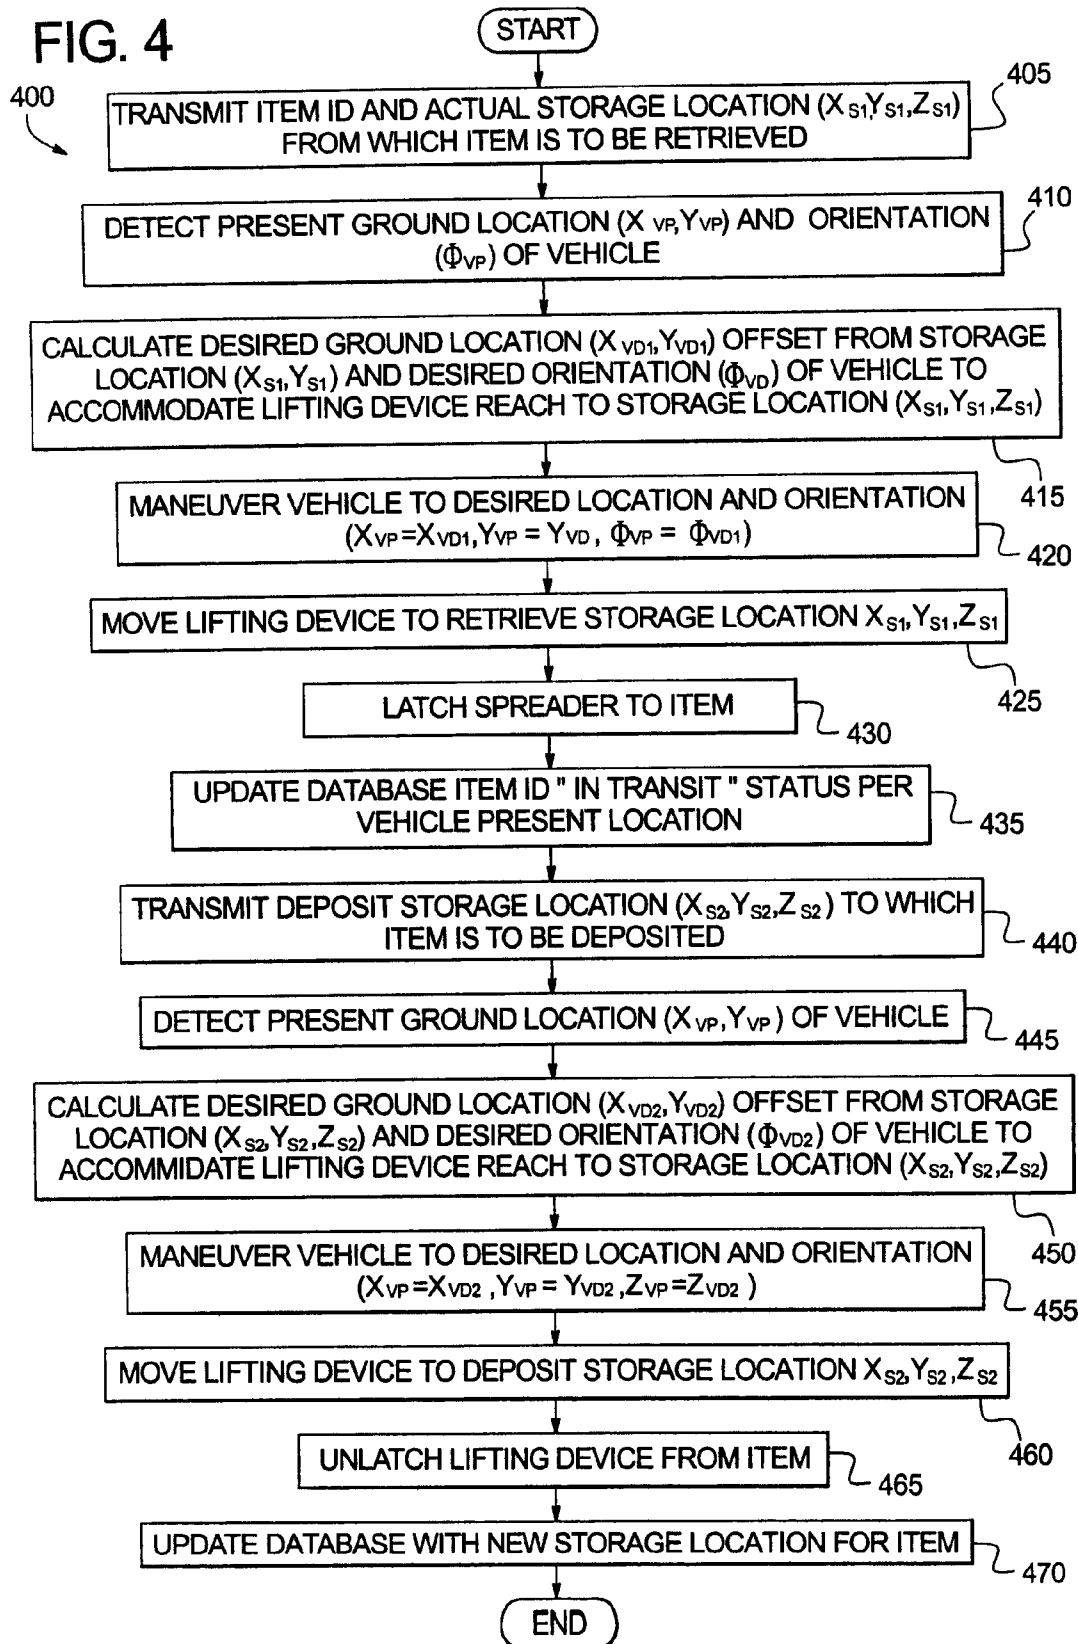 FIG. 4
START
400
TRANSMIT ITEM ID AND ACTUAL STORAGE LOCATION (XS1,YS1,ZS1)
FROM WHICH ITEM IS TO BE RETRIEVED
405
DETECT PRESENT GROUND LOCATION (X VP,YVP) AND ORIENTATION
(ΦVP) OF VEHICLE
410
CALCULATE DESIRED GROUND LOCATION (XVD1,YVD1) OFFSET FROM STORAGE
LOCATION (XS1,YS1) AND DESIRED ORIENTATION (ΦVD) OF VEHICLE TO
ACCOMMODATE LIFTING DEVICE REACH TO STORAGE LOCATION (XS1,YS1,ZS1)
415
MANEUVER VEHICLE TO DESIRED LOCATION AND ORIENTATION
(XVP=XVD1,YVP = YVD, ΦVP = ΦVD1)
420
MOVE LIFTING DEVICE TO RETRIEVE STORAGE LOCATION XS1,YS1,ZS1
425
LATCH SPREADER TO ITEM
430
UPDATE DATABASE ITEM ID " IN TRANSIT " STATUS PER
VEHICLE PRESENT LOCATION
435
TRANSMIT DEPOSIT STORAGE LOCATION (XS2,YS2,ZS2) TO WHICH
ITEM IS TO BE DEPOSITED
440
DETECT PRESENT GROUND LOCATION (XVP,YVP) OF VEHICLE
445
CALCULATE DESIRED GROUND LOCATION (XVD2,YVD2) OFFSET FROM STORAGE
LOCATION (XS2,YS2,ZS2) AND DESIRED ORIENTATION (ΦVD2) OF VEHICLE TO
ACCOMMIDATE LIFTING DEVICE REACH TO STORAGE LOCATION (XS2,YS2,ZS2)
450
MANEUVER VEHICLE TO DESIRED LOCATION AND ORIENTATION
(XVP=XVD2 ,YVP = YVD2,ZVP=ZVD2 )
455
MOVE LIFTING DEVICE TO DEPOSIT STORAGE LOCATION XS2,YS2,ZS2
460
UNLATCH LIFTING DEVICE FROM ITEM
465
UPDATE DATABASE WITH NEW STORAGE LOCATION FOR ITEM
470
END